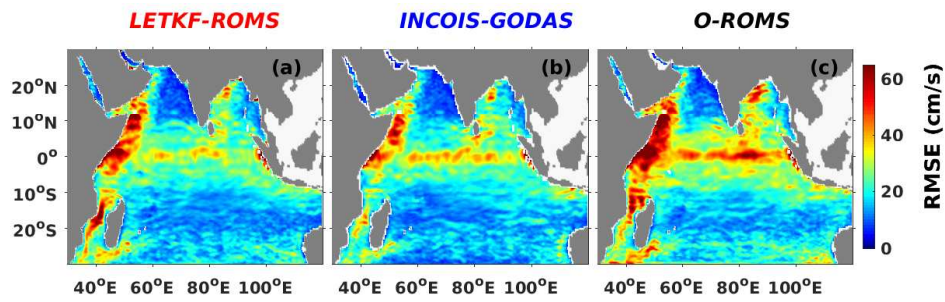 LETKF-ROMS INCOIS-GODAS O-ROMS
(a) (b) (c)
20°N
10°N
0°
10°S
20°S
40°E 60°E 80°E 100°E 40°E 60°E 80°E 100°E 40°E 60°E 80°E 100°E
60
40
20
0
RMSE (cm/s)